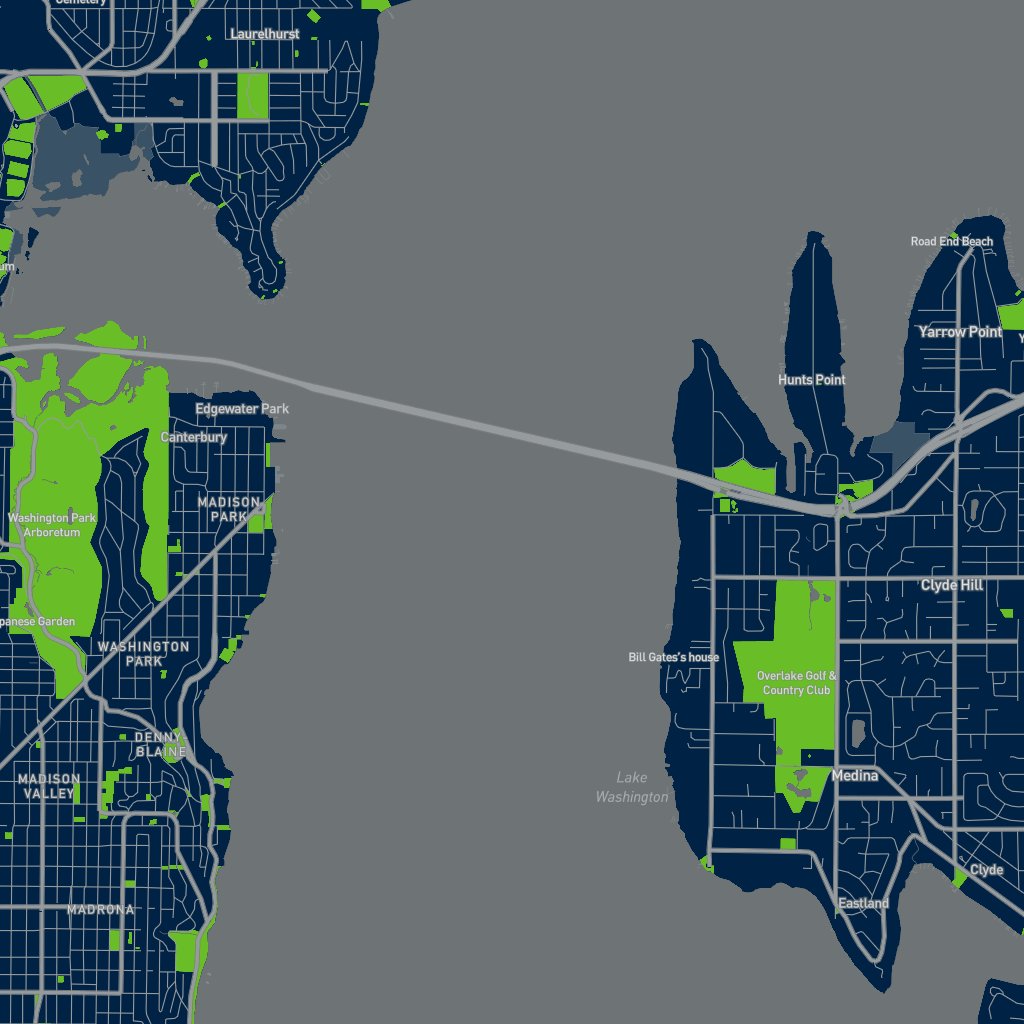 Cemetery
Laurelhurst
Road End Beach
um
Yarrow Point
Y
Hunts Point
Edgewater Park
Canterbury
MADISON
PARK
Washington Park
Arboretum
Clyde Hill
panese Garden
WASHINGTON
PARK
Bill Gates's house
Overlake Golf &
Country Club
DENNY-
BLAINE
Lake
Washington
Medina
MADISON
VALLEY
Clyde
Eastland
MADRONA